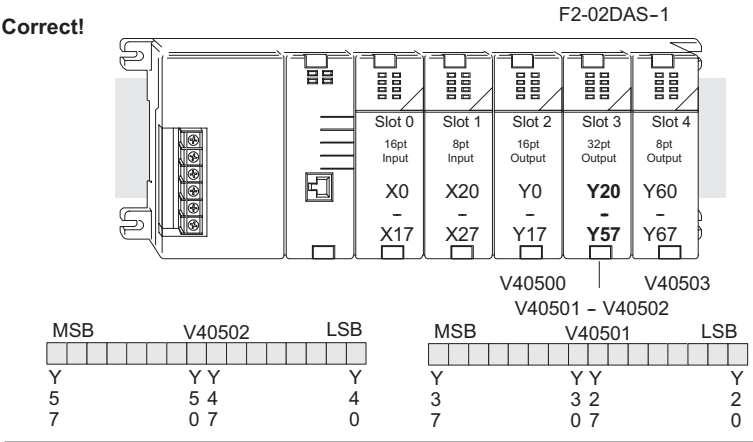 F2-02DAS-1
Correct!
Slot 0 Slot 1 Slot 2 Slot 3 Slot 4
16pt 8pt 16pt 32pt 8pt
Input Input Output Output Output
X0 X20 Y0 Y20 Y60
- - - - -
X17 X27 Y17 Y57 Y67
V40500 V40503
V40501 - V40502
MSB V40502 LSB MSB V40501 LSB
Y Y Y Y Y Y Y Y
5 5 4 4 3 3 2 2
7 0 7 0 7 0 7 0